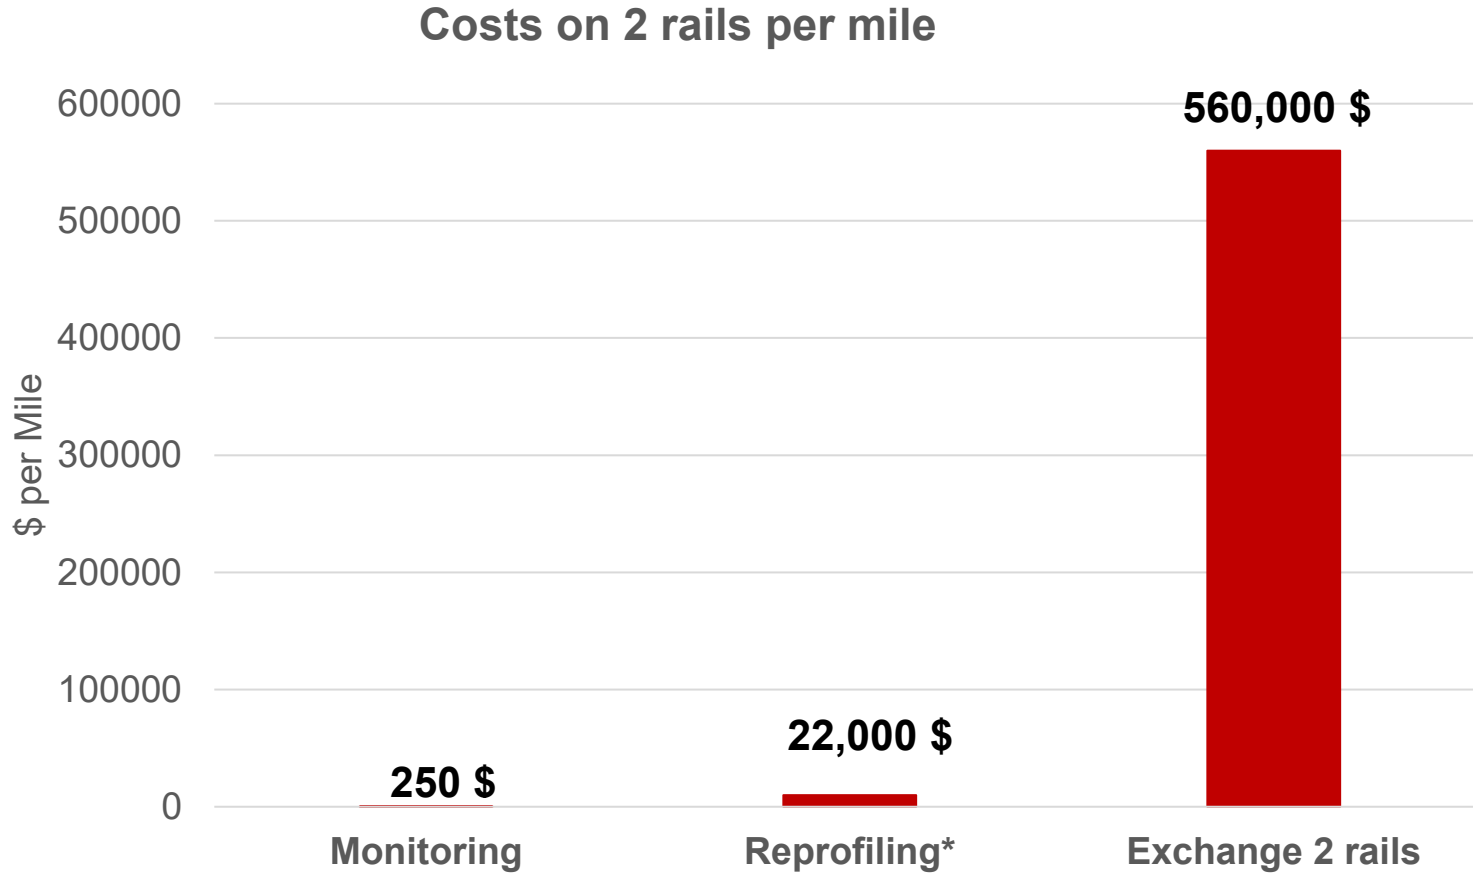 Costs on 2 rails per mile
$ per Mile
600000
500000
400000
300000
200000
100000
0
560,000 $
22,000 $
250 $
Monitoring
Reprofiling*
Exchange 2 rails